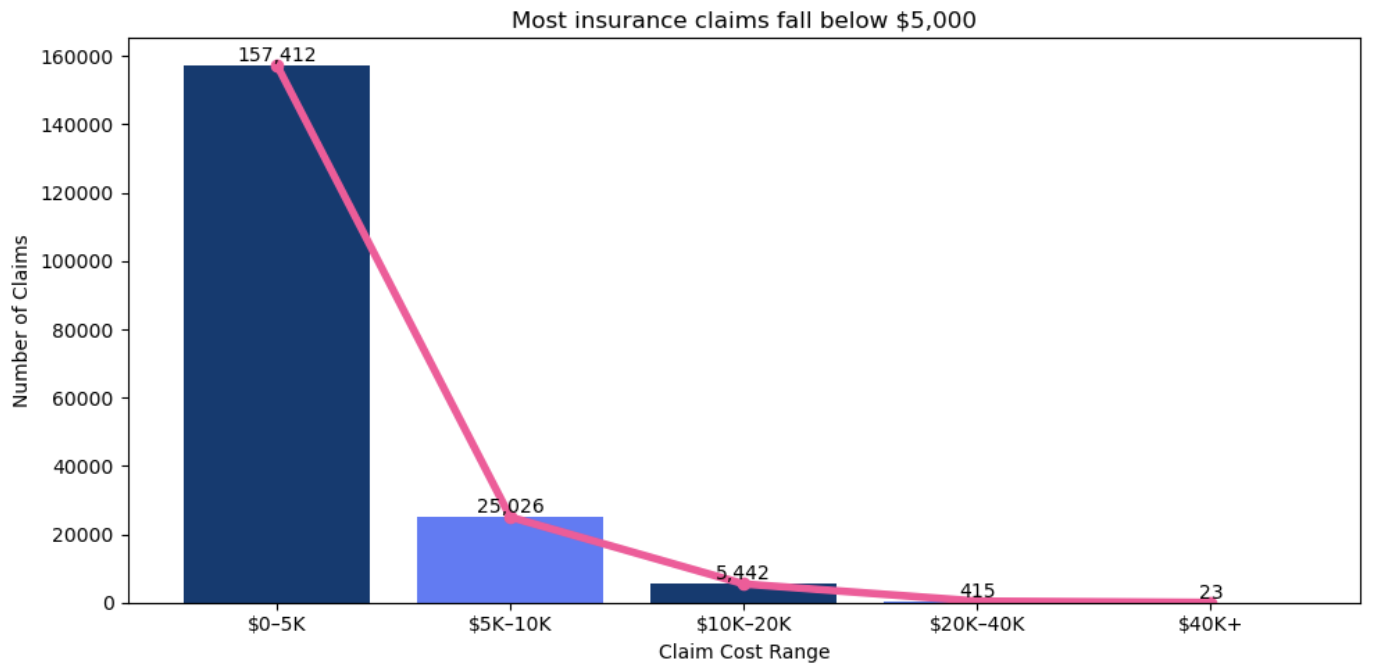 Most insurance claims fall below $5,000
Number of Claims
160000
140000
120000
100000
80000
60000
40000
20000
0
157,412
25,026
5,442
415
23
$0–5K
$5K–10K
$10K–20K
$20K–40K
$40K+
Claim Cost Range